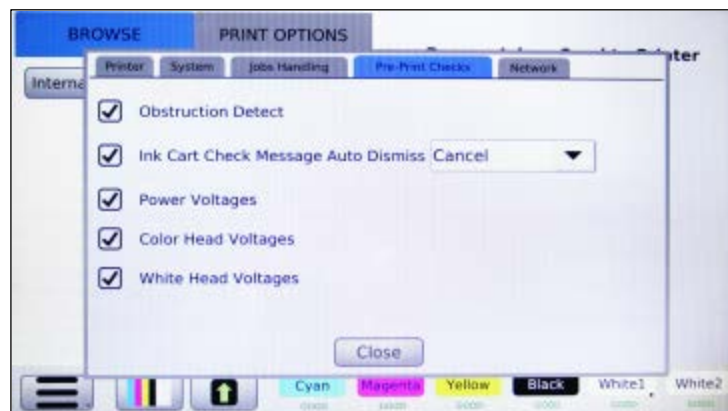 BROWSE PRINT OPTIONS
Printer System Jobs Handling Pre-Print Checks Network
Interna
Obstruction Detect
Ink Cart Check Message Auto Dismiss Cancel
Power Voltages
Color Head Voltages
White Head Voltages
Close
Cyan Magenta Yellow Black White1 White2